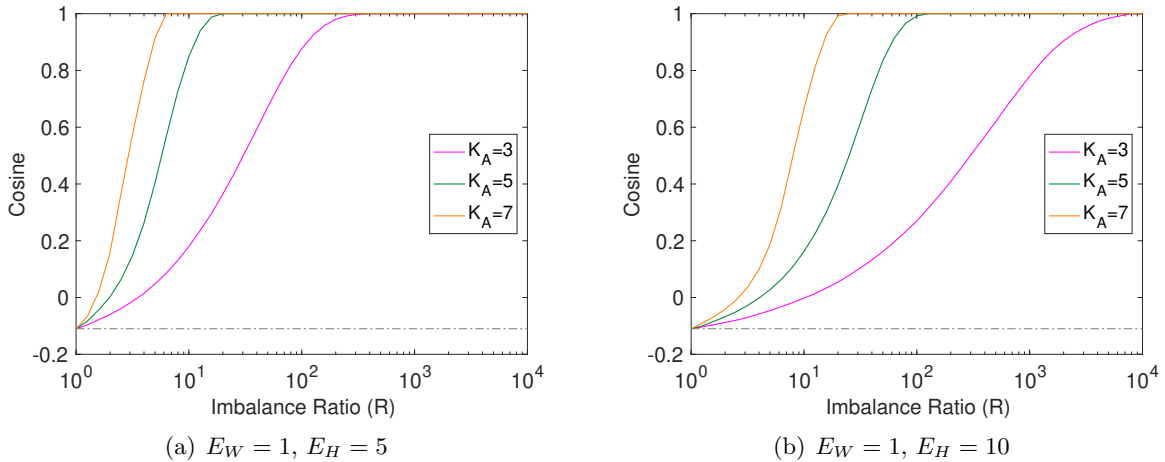 1
0.8
0.6
0.4
0.2
0
-0.2
Cosine
10^0 10^1 10^2 10^3 10^4
Imbalance Ratio (R)
K_A=3
K_A=5
K_A=7
(a) E_W = 1, E_H = 5
1
0.8
0.6
0.4
0.2
0
-0.2
Cosine
10^0 10^1 10^2 10^3 10^4
Imbalance Ratio (R)
K_A=3
K_A=5
K_A=7
(b) E_W = 1, E_H = 10